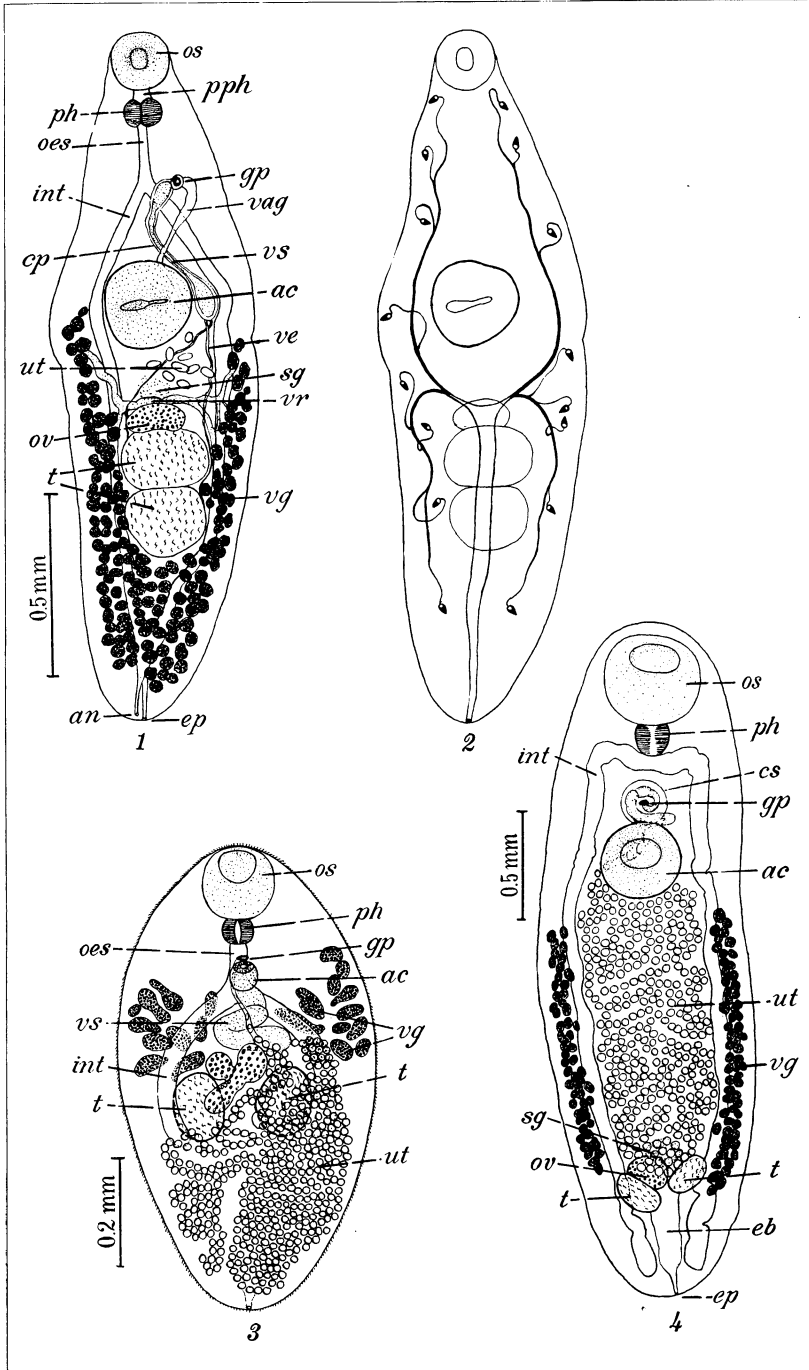 os
pph
ph
oes
gp
int
vag
cp
vs
ac
ve
ut
sg
vr
ov
t
vg
0.5 mm
an
ep
1
2
os
ph
int
cs
gp
ac
0.5 mm
ut
vg
sg
ov
t
t
eb
ep
4
os
ph
oes
gp
ac
vs
vg
int
t
t
ut
0.2 mm
3